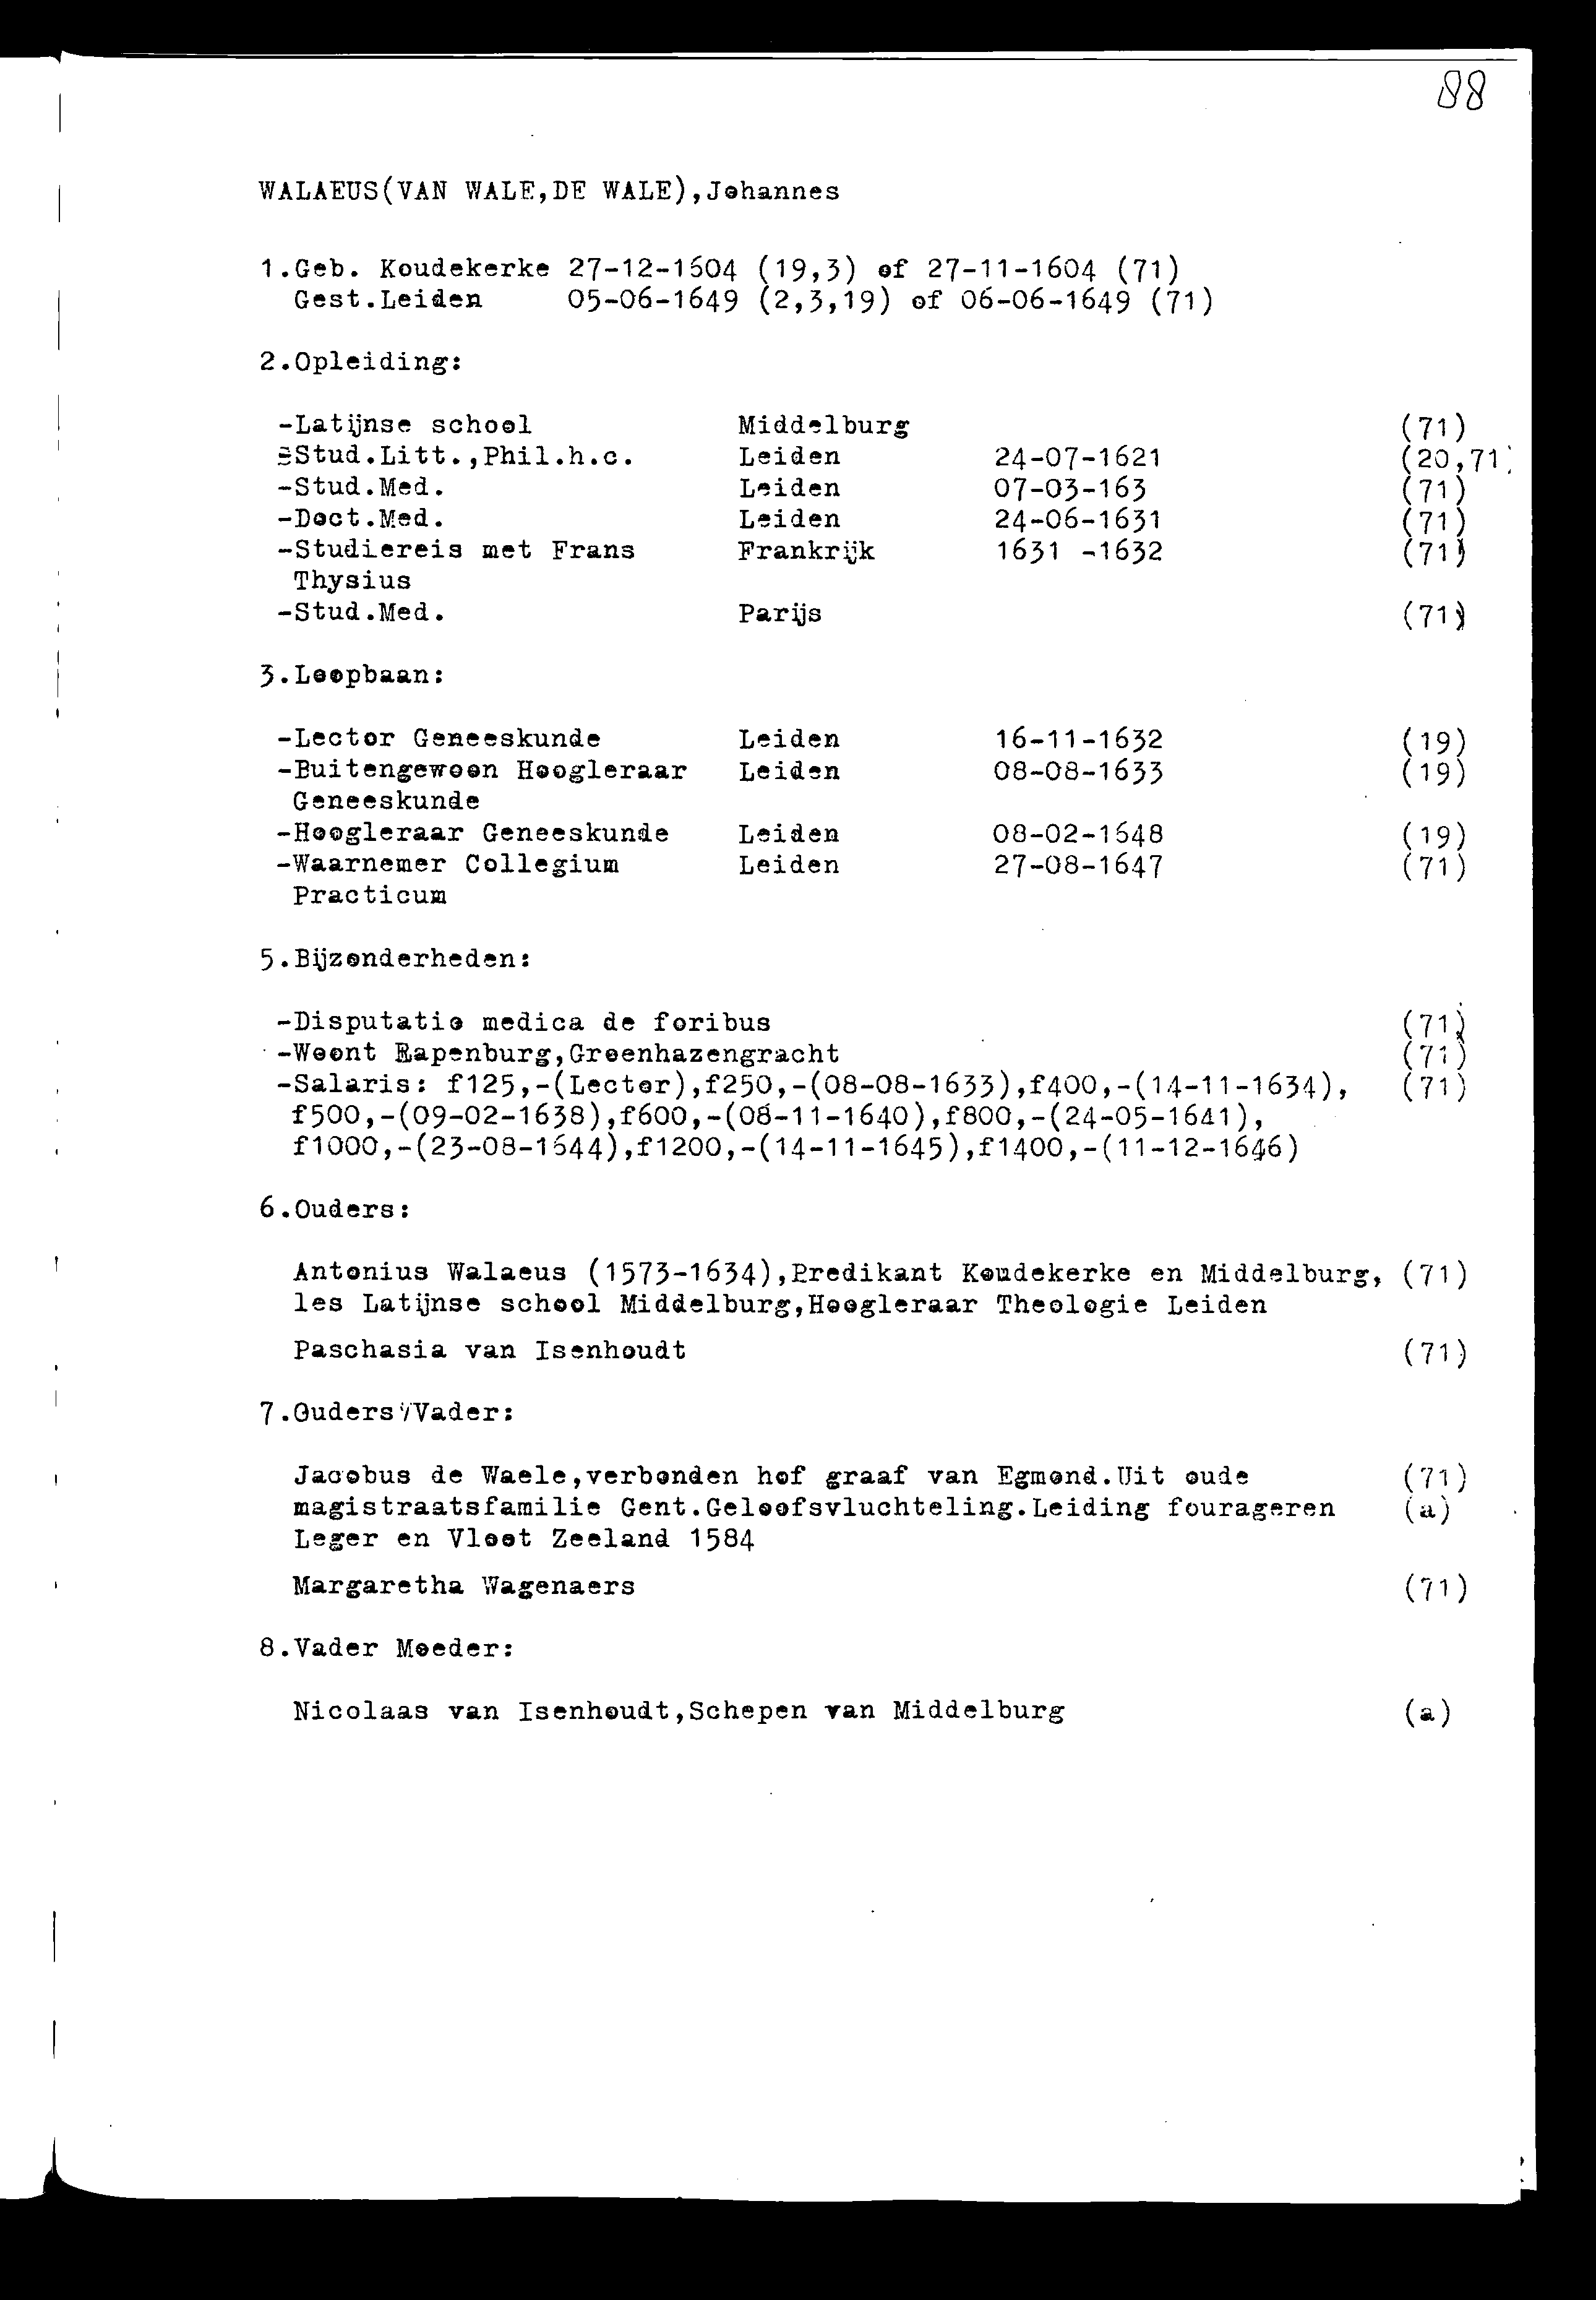 88
WALAEUS(VAN WALE,DE WALE),Johannes
1.Geb. Koudekerke 27-12-1604 (19,3) of 27-11-1604 (71)
Gest.Leiden 05-06-1649 (2,3,19) of 06-06-1649 (71)
2.Opleiding:
-Latijnse school Middelburg (71)
-Stud.Litt.,Phil.h.c. Leiden 24-07-1621 (20,71)
-Stud.Med. Leiden 07-03-163 (71)
-Doct.Med. Leiden 24-06-1631 (71)
-Studiereis met Frans Frankrijk 1631 -1632 (71)
Thysius
-Stud.Med. Parijs (71)
3.Loopbaan:
-Lector Geneeskunde Leiden 16-11-1632 (19)
-Buitengewoon Hoogleraar Leiden 08-08-1633 (19)
Geneeskunde
-Hoogleraar Geneeskunde Leiden 08-02-1648 (19)
-Waarnemer Collegium Leiden 27-08-1647 (71)
Practicum
5.Bijzonderheden:
-Disputatio medica de foribus (71)
-Woont Rapenburg,Groenhazengracht (71)
-Salaris: f125,-(Lector),f250,-(08-08-1633),f400,-(14-11-1634), (71)
f500,-(09-02-1638),f600,-(08-11-1640),f800,-(24-05-1641),
f1000,-(23-08-1644),f1200,-(14-11-1645),f1400,-(11-12-1646)
6.Ouders:
Antonius Walaeus (1573-1634),Predikant Koudekerke en Middelburg, (71)
les Latijnse school Middelburg,Hoogleraar Theologie Leiden
Paschasia van Isenhoudt (71)
7.Ouders Vader:
Jacobus de Waele,verbonden hof graaf van Egmond.Uit oude (71)
magistraatsfamilie Gent.Geloofsvluchteling.Leiding fourageren (a)
Leger en Vloot Zeeland 1584
Margaretha Wagenaers (71)
8.Vader Moeder:
Nicolaas van Isenhoudt,Schepen van Middelburg (a)